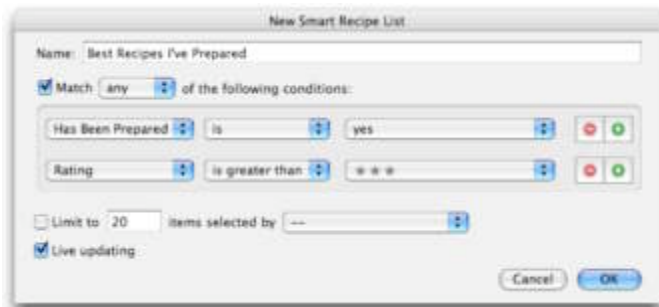 New Smart Recipe List
Name: Best Recipes I've Prepared
Match any of the following conditions:
Has Been Prepared is yes
Rating is greater than ★★★
Limit to 20 items selected by --
Live updating
Cancel OK